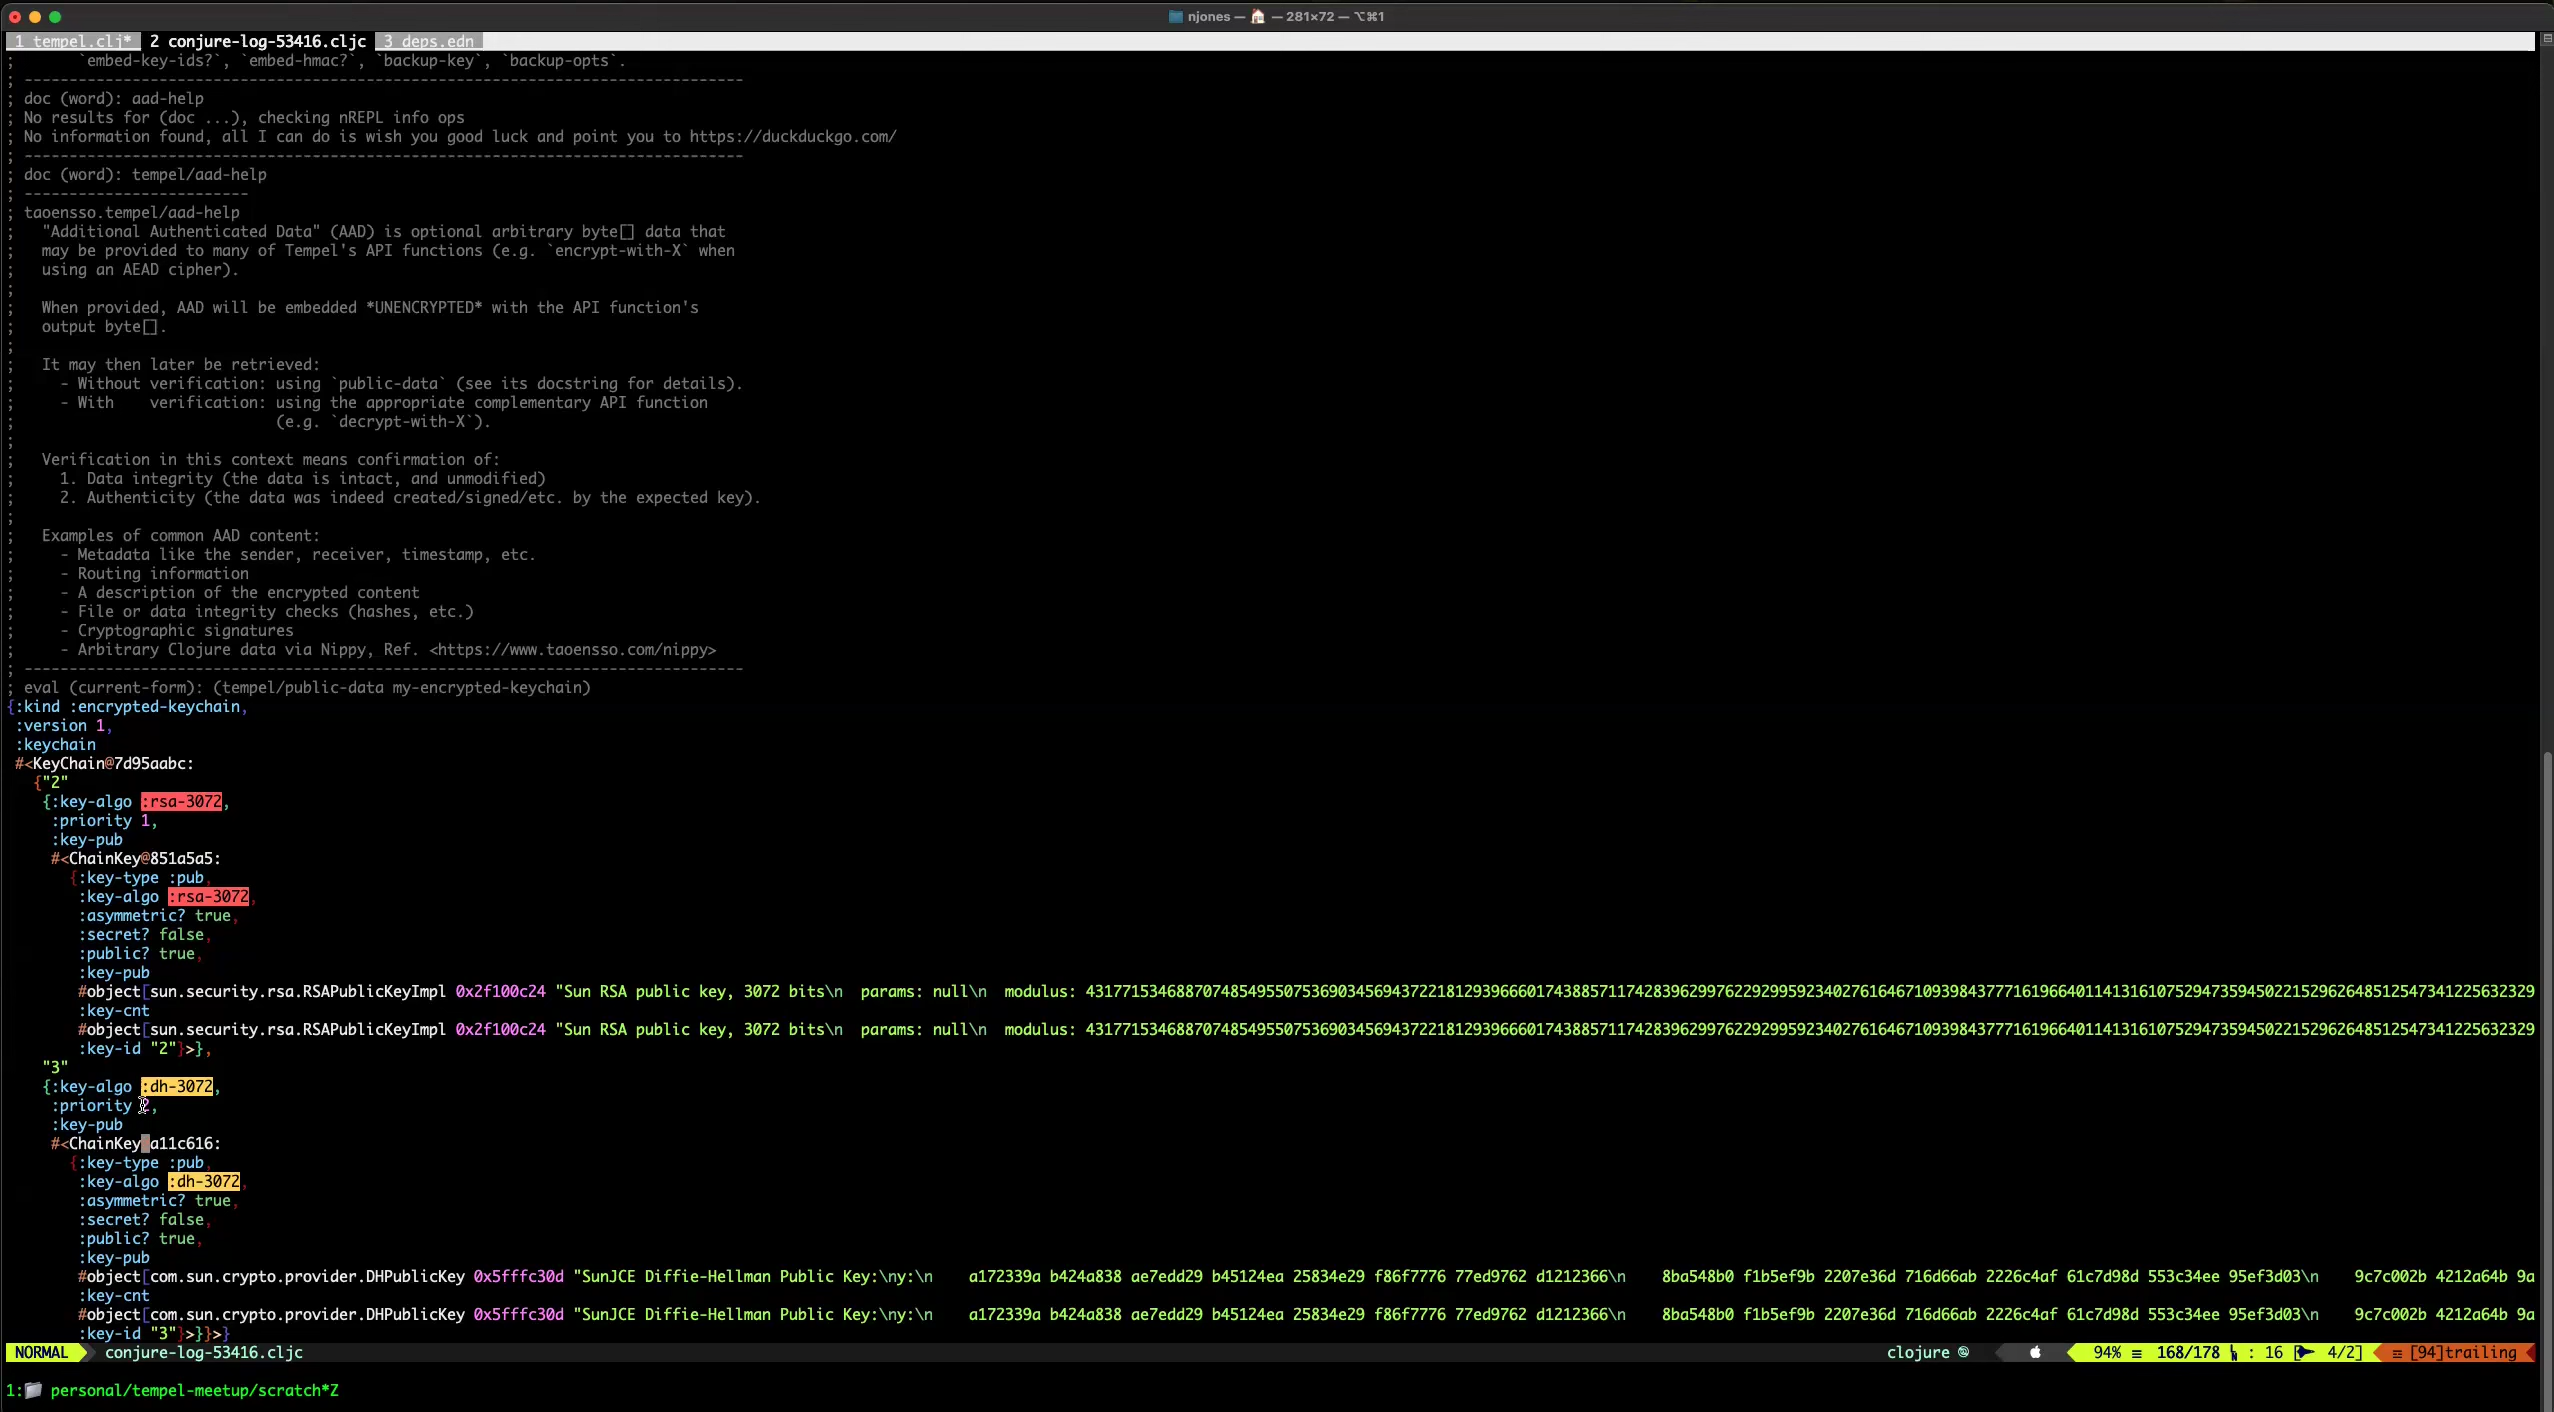 njones — 🏠 — 281×72 — ⌥⌘1
1 tempel.clj* 2 conjure-log-53416.cljc 3 deps.edn
;       `embed-key-ids?`, `embed-hmac?`, `backup-key`, `backup-opts`.
; --------------------------------------------------------------------------------
; doc (word): aad-help
; No results for (doc ...), checking nREPL info ops
; No information found, all I can do is wish you good luck and point you to https://duckduckgo.com/
; --------------------------------------------------------------------------------
; doc (word): tempel/aad-help
; -------------------------
; taoensso.tempel/aad-help
;   "Additional Authenticated Data" (AAD) is optional arbitrary byte[] data that
;   may be provided to many of Tempel's API functions (e.g. `encrypt-with-X` when
;   using an AEAD cipher).
;
;   When provided, AAD will be embedded *UNENCRYPTED* with the API function's
;   output byte[].
;
;   It may then later be retrieved:
;     - Without verification: using `public-data` (see its docstring for details).
;     - With    verification: using the appropriate complementary API function
;                             (e.g. `decrypt-with-X`).
;
;   Verification in this context means confirmation of:
;     1. Data integrity (the data is intact, and unmodified)
;     2. Authenticity (the data was indeed created/signed/etc. by the expected key).
;
;   Examples of common AAD content:
;     - Metadata like the sender, receiver, timestamp, etc.
;     - Routing information
;     - A description of the encrypted content
;     - File or data integrity checks (hashes, etc.)
;     - Cryptographic signatures
;     - Arbitrary Clojure data via Nippy, Ref. <https://www.taoensso.com/nippy>
; --------------------------------------------------------------------------------
; eval (current-form): (tempel/public-data my-encrypted-keychain)
{:kind :encrypted-keychain,
 :version 1,
 :keychain
 #<KeyChain@7d95aabc:
   {"2"
    {:key-algo :rsa-3072,
     :priority 1,
     :key-pub
     #<ChainKey@851a5a5:
       {:key-type :pub,
        :key-algo :rsa-3072,
        :asymmetric? true,
        :secret? false,
        :public? true,
        :key-pub
        #object[sun.security.rsa.RSAPublicKeyImpl 0x2f100c24 "Sun RSA public key, 3072 bits\n  params: null\n  modulus:
        :key-cnt
        #object[sun.security.rsa.RSAPublicKeyImpl 0x2f100c24 "Sun RSA public key, 3072 bits\n  params: null\n  modulus:
        :key-id "2"}>},
    "3"
    {:key-algo :dh-3072,
     :priority 2,
     :key-pub
     #<ChainKey a11c616:
       {:key-type :pub,
        :key-algo :dh-3072,
        :asymmetric? true,
        :secret? false,
        :public? true,
        :key-pub
        #object[com.sun.crypto.provider.DHPublicKey 0x5fffc30d "SunJCE Diffie-Hellman Public Key:\ny:\n    a172339a b424a838 ae7edd29 b45124ea 25834e29 f86f7776 77ed9762 d1212366\n    8ba548b0 f1b5ef9b 2207e36d 716d66ab 2226c4af 61c7d98d 553c34ee 95ef3d03\n    9c7c002b 4212a64b 9a
        :key-cnt
        #object[com.sun.crypto.provider.DHPublicKey 0x5fffc30d "SunJCE Diffie-Hellman Public Key:\ny:\n    a172339a b424a838 ae7edd29 b45124ea 25834e29 f86f7776 77ed9762 d1212366\n    8ba548b0 f1b5ef9b 2207e36d 716d66ab 2226c4af 61c7d98d 553c34ee 95ef3d03\n    9c7c002b 4212a64b 9a
        :key-id "3"}>}}>}
NORMAL conjure-log-53416.cljc clojure 94% ≡ 168/178 : 16 4/2] [94]trailing
1: personal/tempel-meetup/scratch*Z